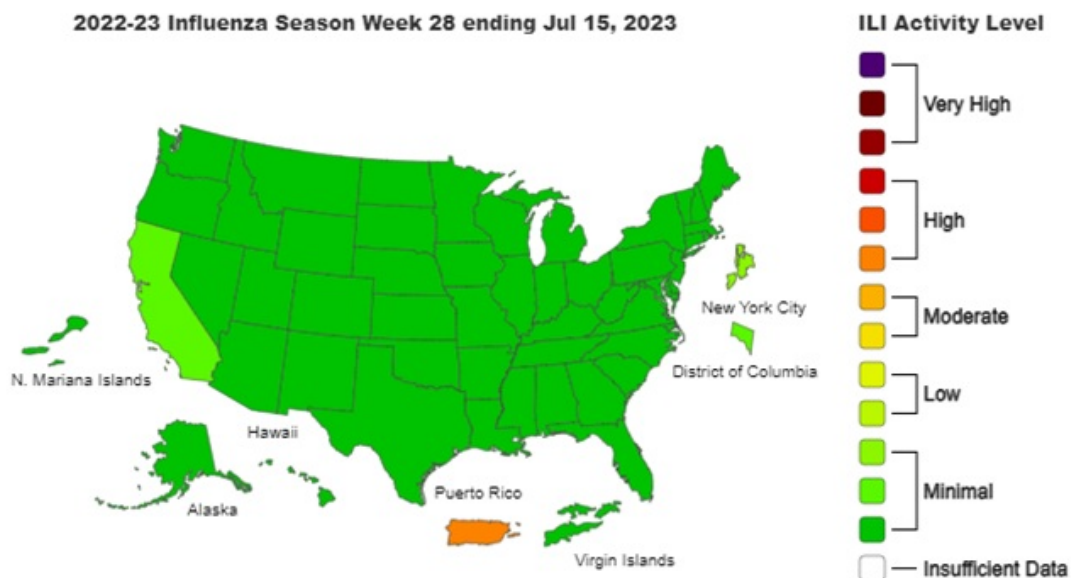 2022-23 Influenza Season Week 28 ending Jul 15, 2023
ILI Activity Level
Very High
High
Moderate
Low
Minimal
Insufficient Data
New York City
District of Columbia
N. Mariana Islands
Hawaii
Alaska
Puerto Rico
Virgin Islands